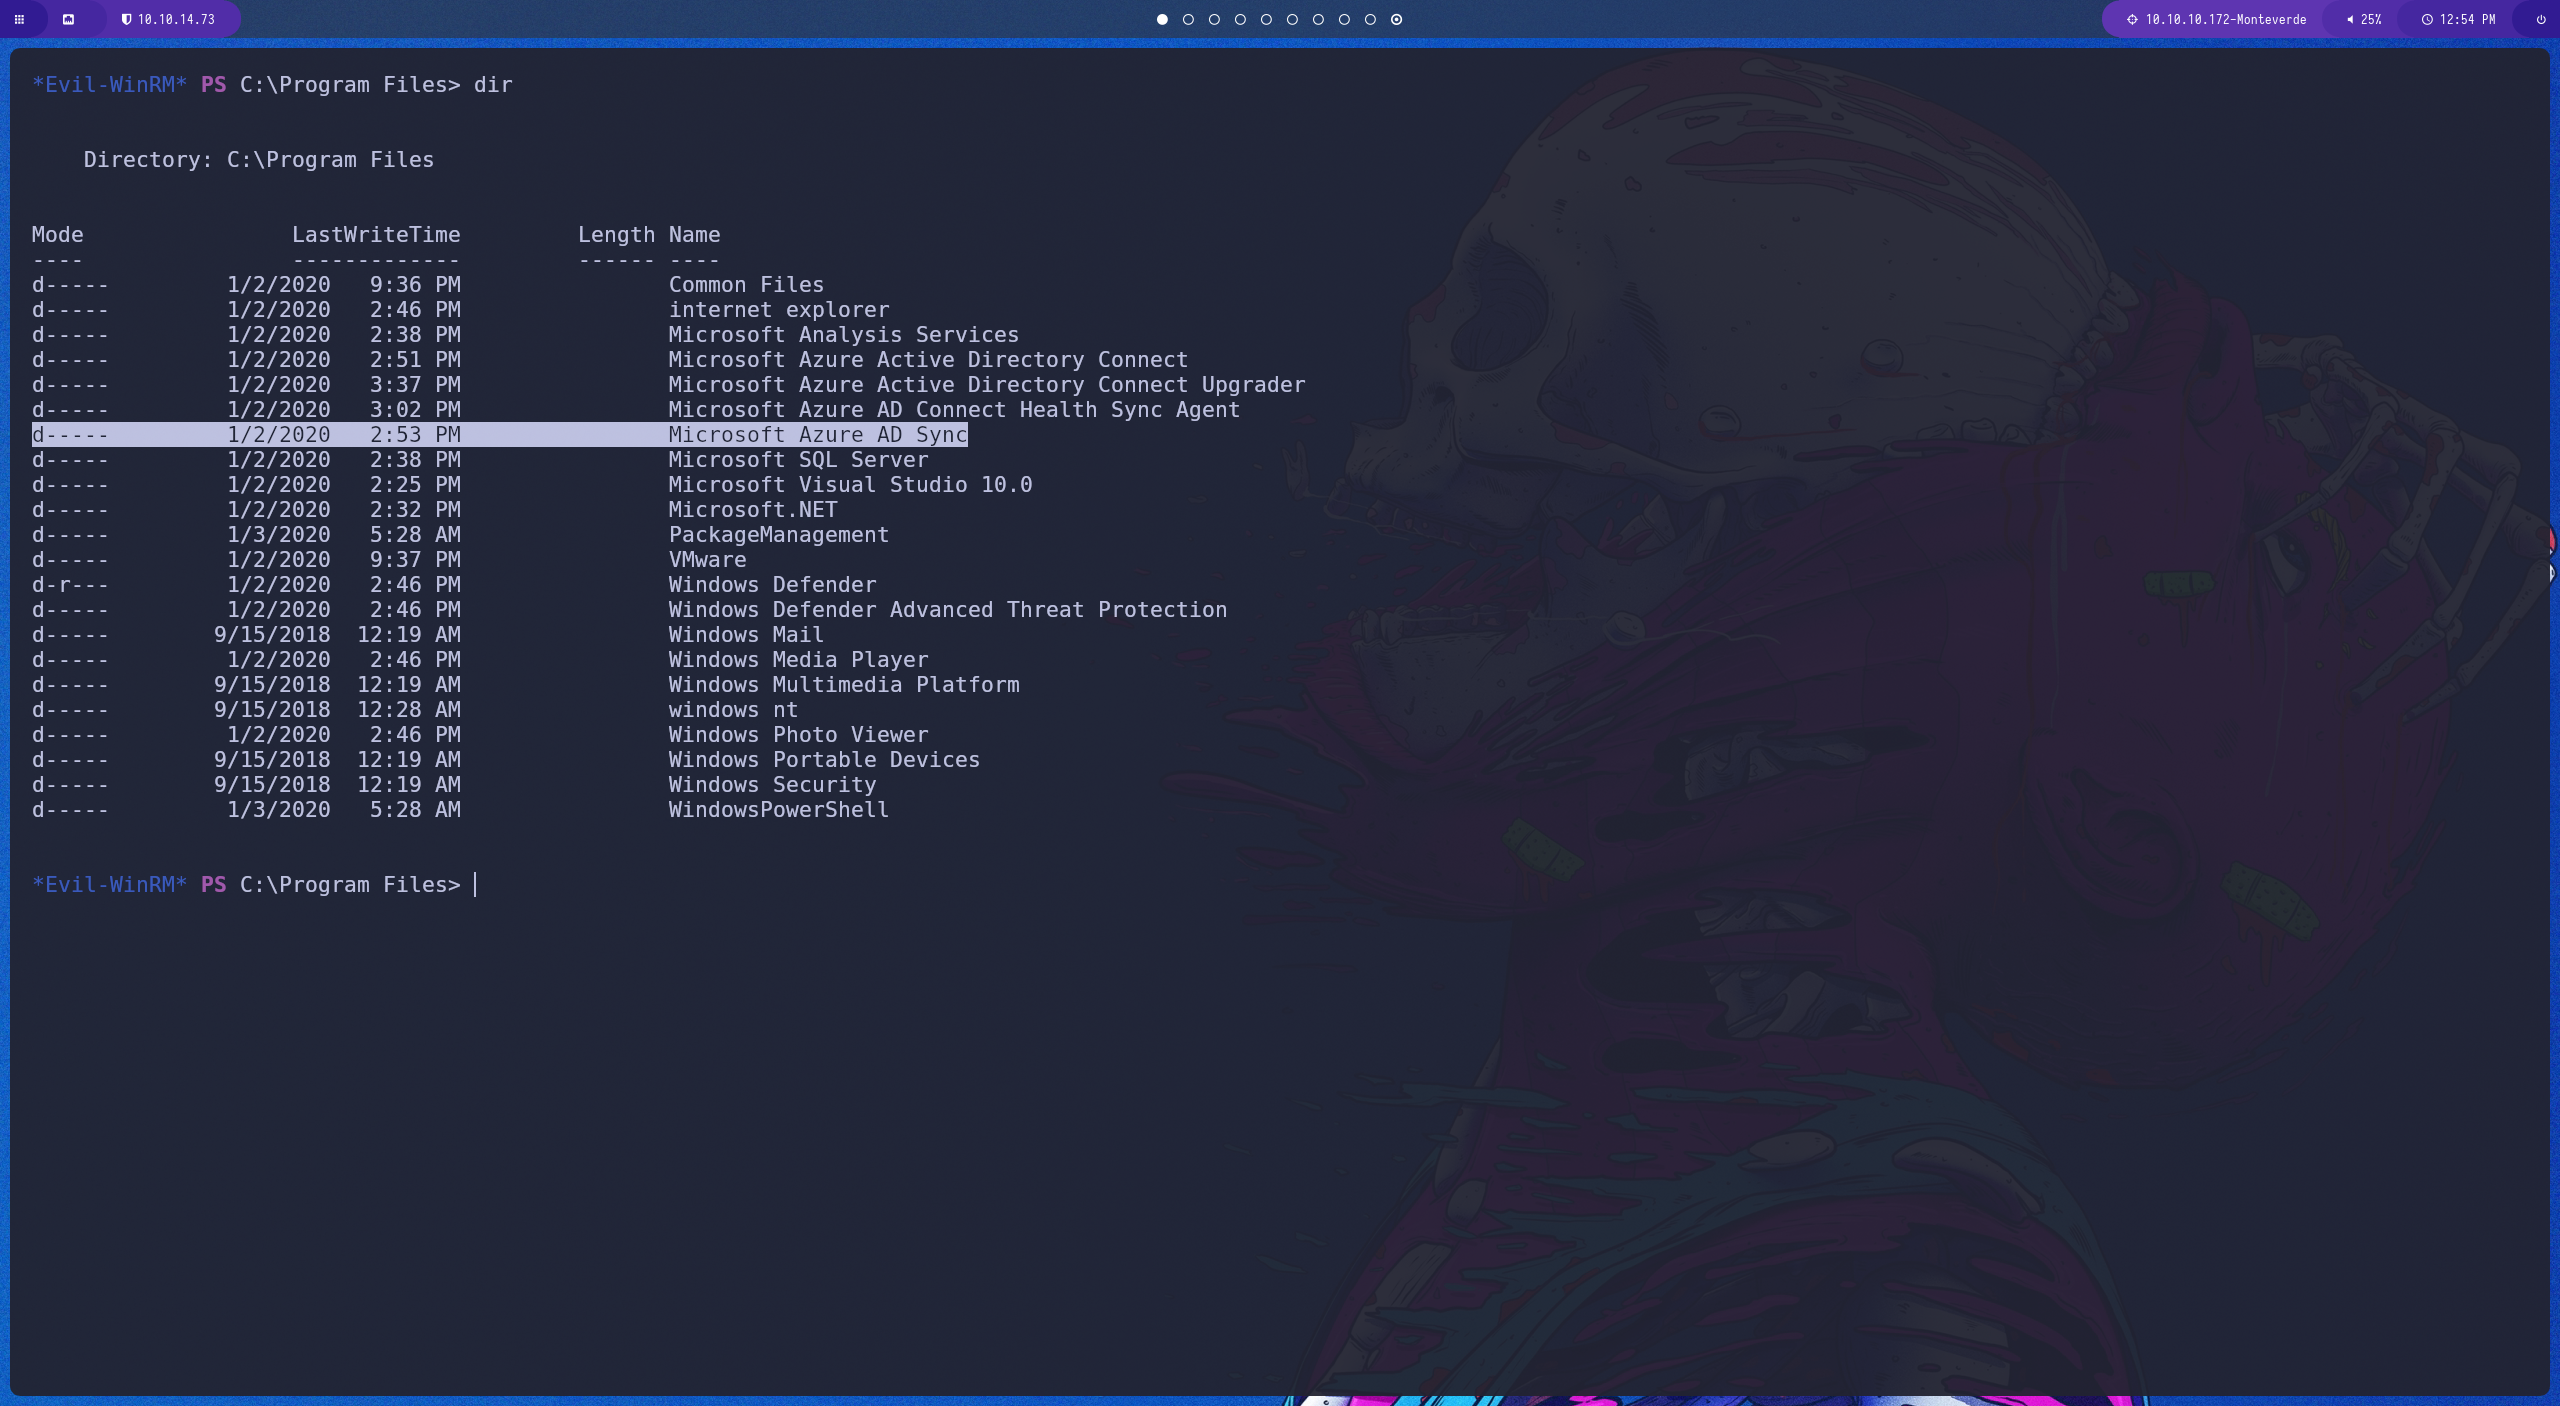 10.10.14.73
10.10.10.172-Monteverde 25% 12:54 PM
*Evil-WinRM* PS C:\Program Files> dir
Directory: C:\Program Files
Mode LastWriteTime Length Name
---- ------------- ------ ----
d----- 1/2/2020 9:36 PM Common Files
d----- 1/2/2020 2:46 PM internet explorer
d----- 1/2/2020 2:38 PM Microsoft Analysis Services
d----- 1/2/2020 2:51 PM Microsoft Azure Active Directory Connect
d----- 1/2/2020 3:37 PM Microsoft Azure Active Directory Connect Upgrader
d----- 1/2/2020 3:02 PM Microsoft Azure AD Connect Health Sync Agent
d----- 1/2/2020 2:53 PM Microsoft Azure AD Sync
d----- 1/2/2020 2:38 PM Microsoft SQL Server
d----- 1/2/2020 2:25 PM Microsoft Visual Studio 10.0
d----- 1/2/2020 2:32 PM Microsoft.NET
d----- 1/3/2020 5:28 AM PackageManagement
d----- 1/2/2020 9:37 PM VMware
d-r--- 1/2/2020 2:46 PM Windows Defender
d----- 1/2/2020 2:46 PM Windows Defender Advanced Threat Protection
d----- 9/15/2018 12:19 AM Windows Mail
d----- 1/2/2020 2:46 PM Windows Media Player
d----- 9/15/2018 12:19 AM Windows Multimedia Platform
d----- 9/15/2018 12:28 AM windows nt
d----- 1/2/2020 2:46 PM Windows Photo Viewer
d----- 9/15/2018 12:19 AM Windows Portable Devices
d----- 9/15/2018 12:19 AM Windows Security
d----- 1/3/2020 5:28 AM WindowsPowerShell
*Evil-WinRM* PS C:\Program Files>